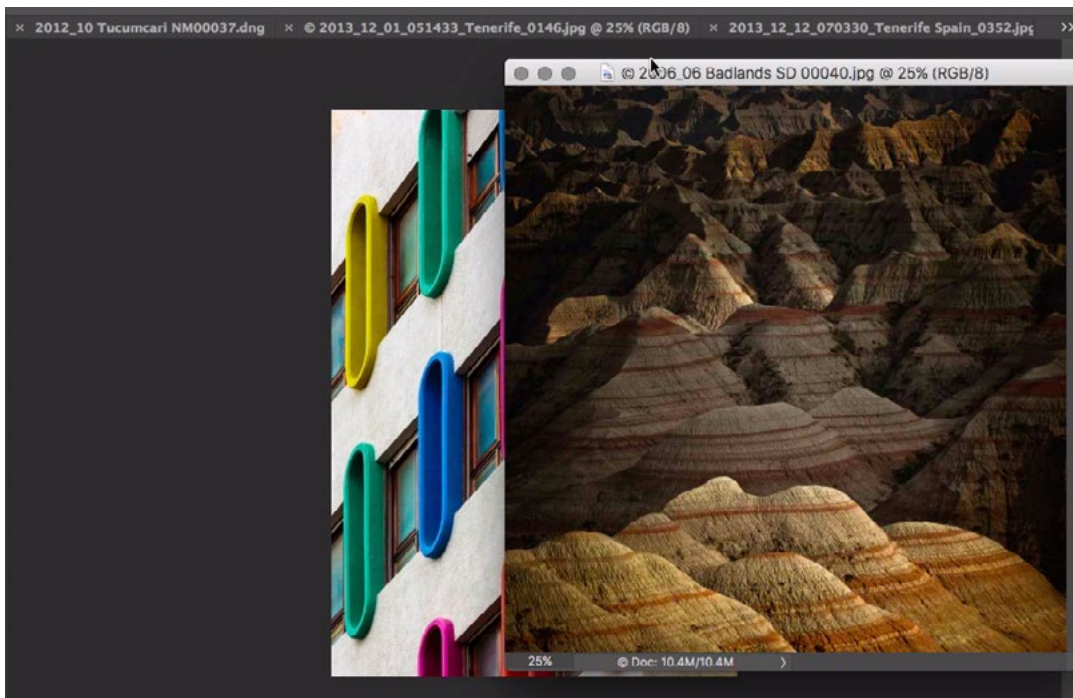 × 2012_10 Tucumcari NM00037.dng × © 2013_12_01_051433_Tenerife_0146.jpg @ 25% (RGB/8) × 2013_12_12_070330_Tenerife Spain_0352.jpg >>
© 2006_06 Badlands SD 00040.jpg @ 25% (RGB/8)
25% © Doc: 10.4M/10.4M >